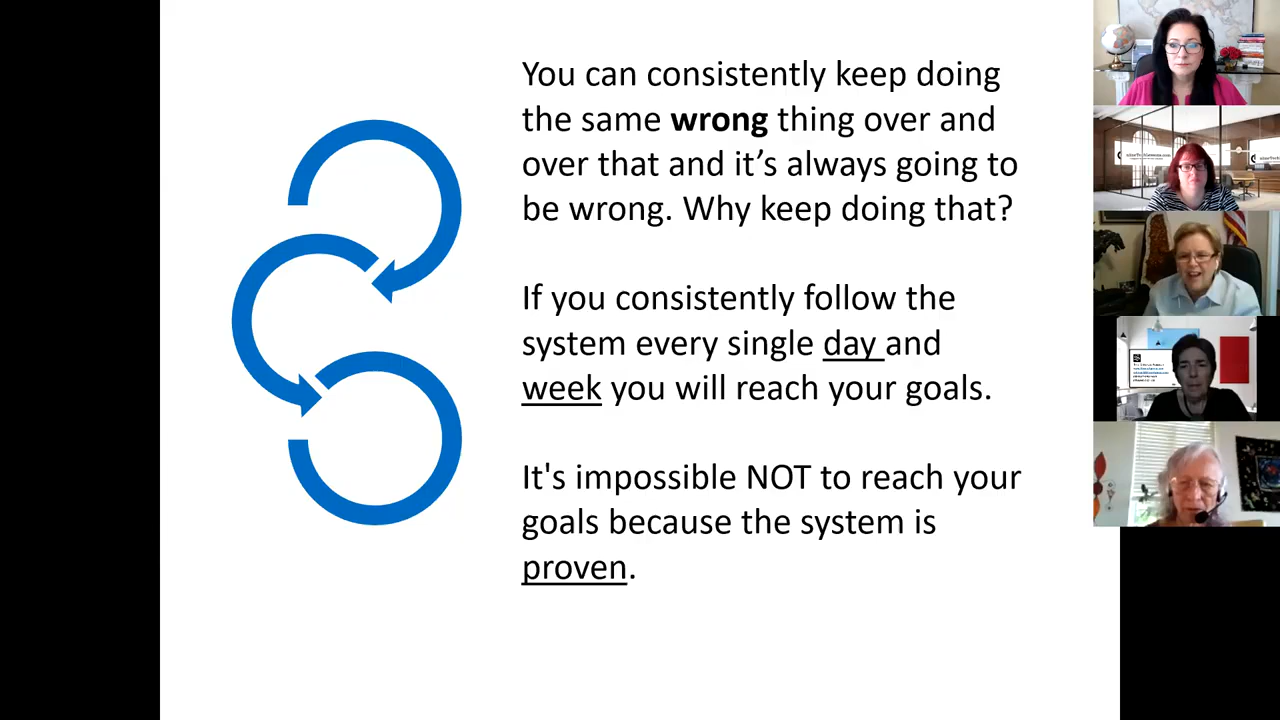 You can consistently keep doing
the same wrong thing over and
over that and it’s always going to
be wrong. Why keep doing that?
If you consistently follow the
system every single day and
week you will reach your goals.
It's impossible NOT to reach your
goals because the system is
proven.